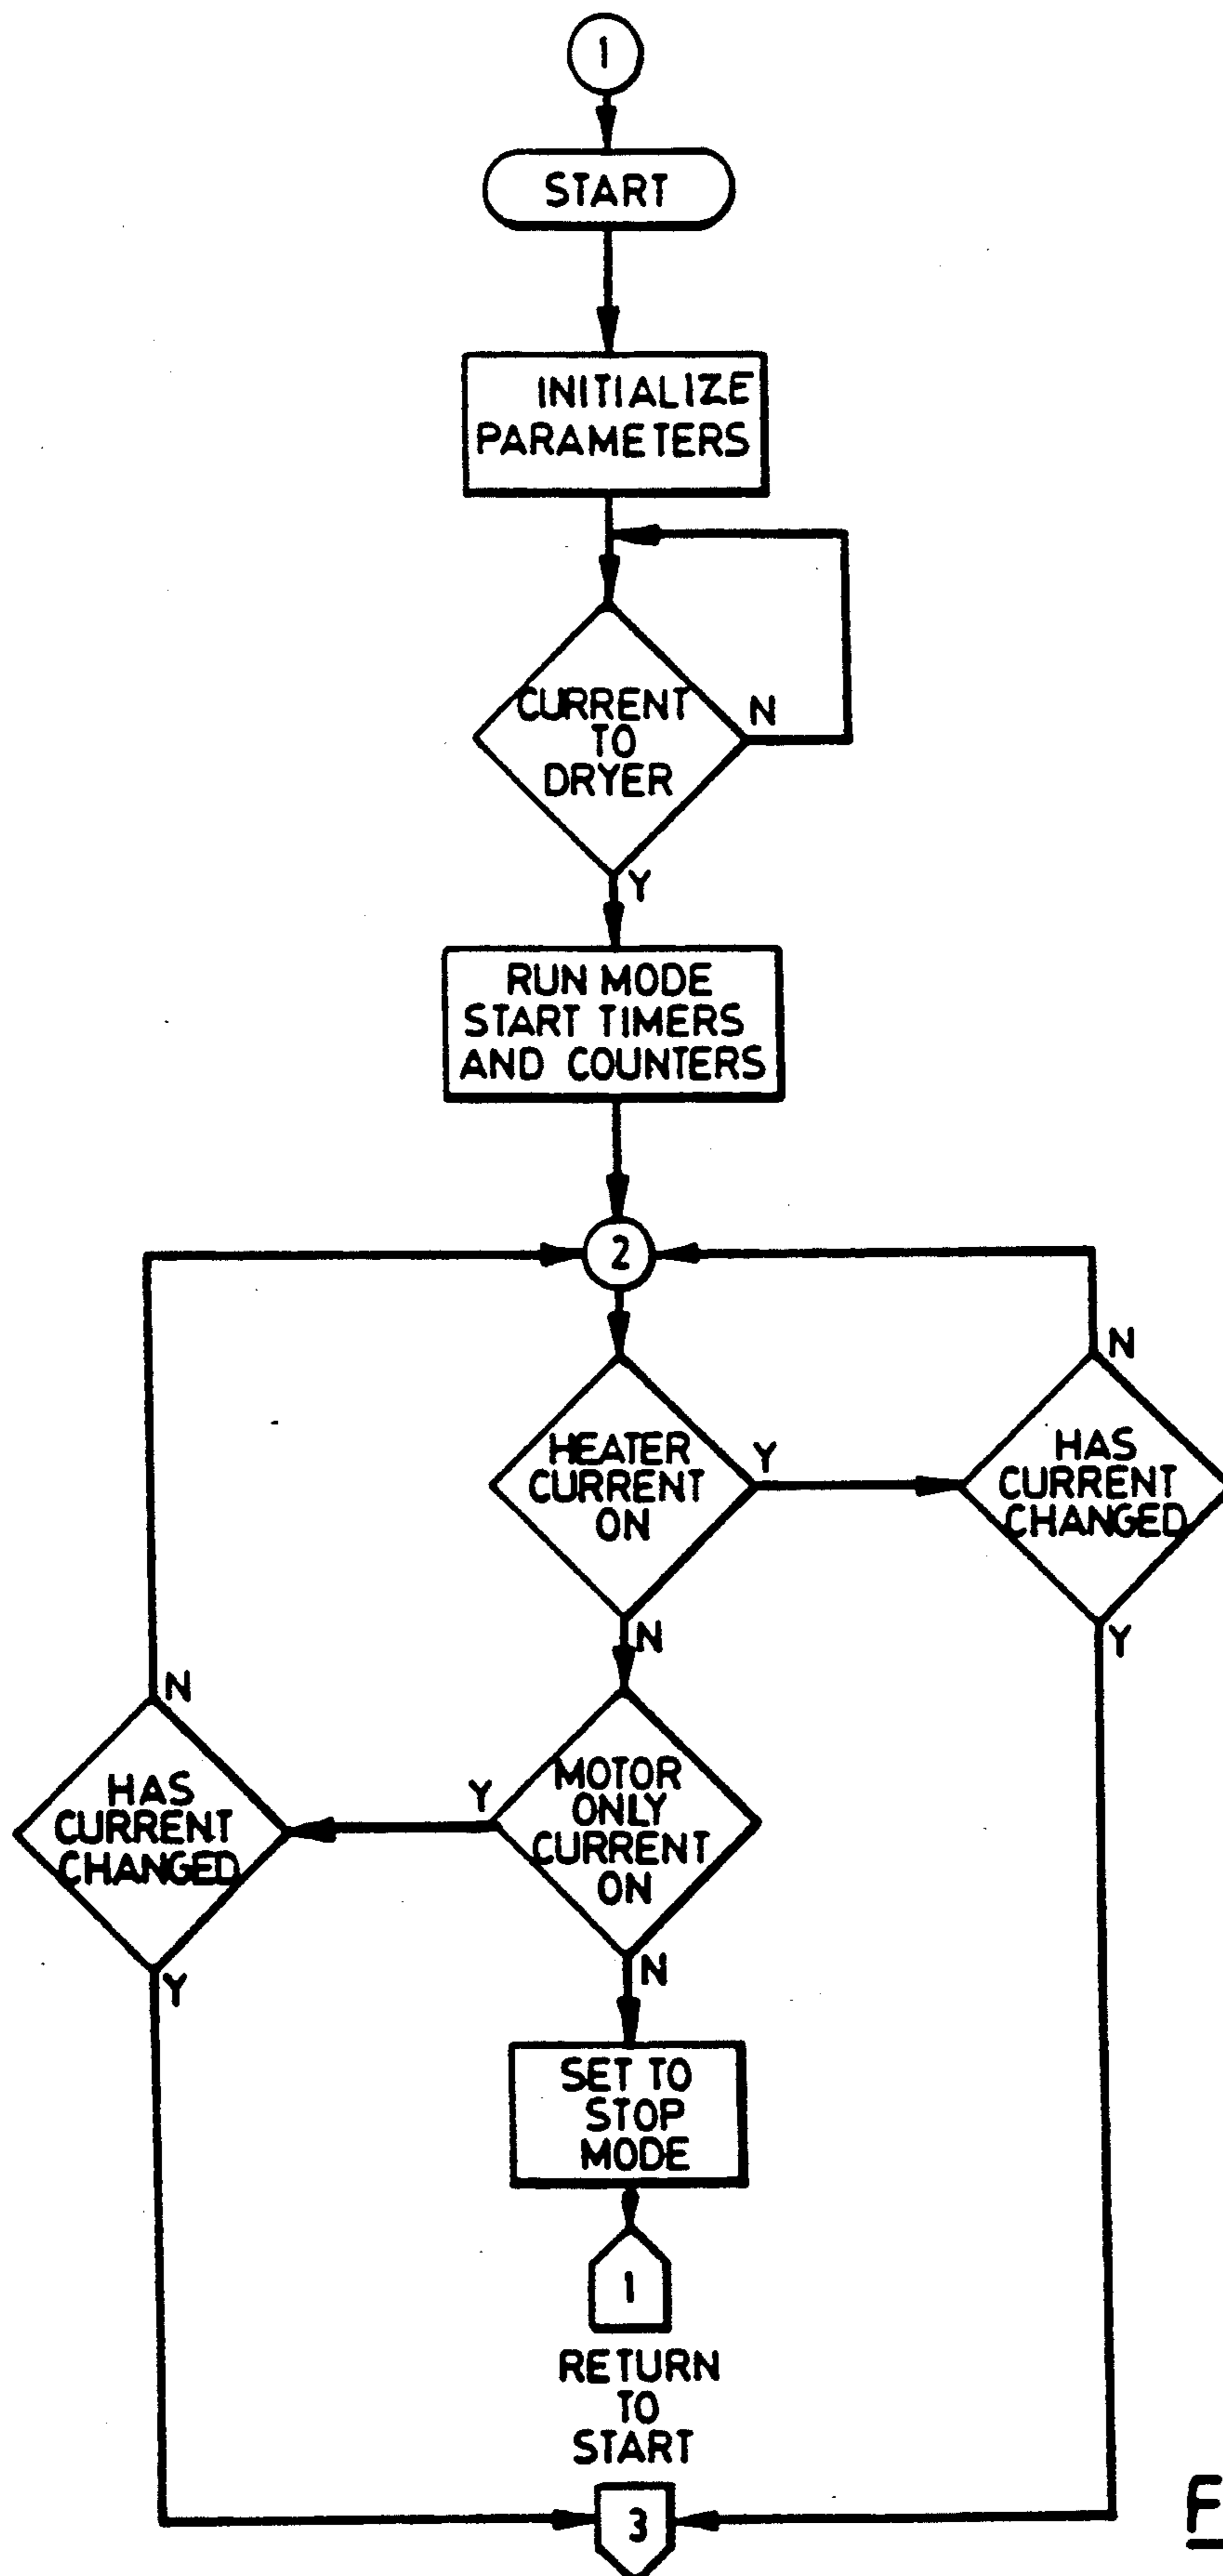 1
START
INITIALIZE
PARAMETERS
CURRENT
TO
DRYER
N
Y
RUN MODE
START TIMERS
AND COUNTERS
2
HEATER
CURRENT
ON
Y
N
HAS
CURRENT
CHANGED
N
Y
MOTOR
ONLY
CURRENT
ON
Y
N
HAS
CURRENT
CHANGED
N
Y
SET TO
STOP
MODE
1
RETURN
TO
START
3
F